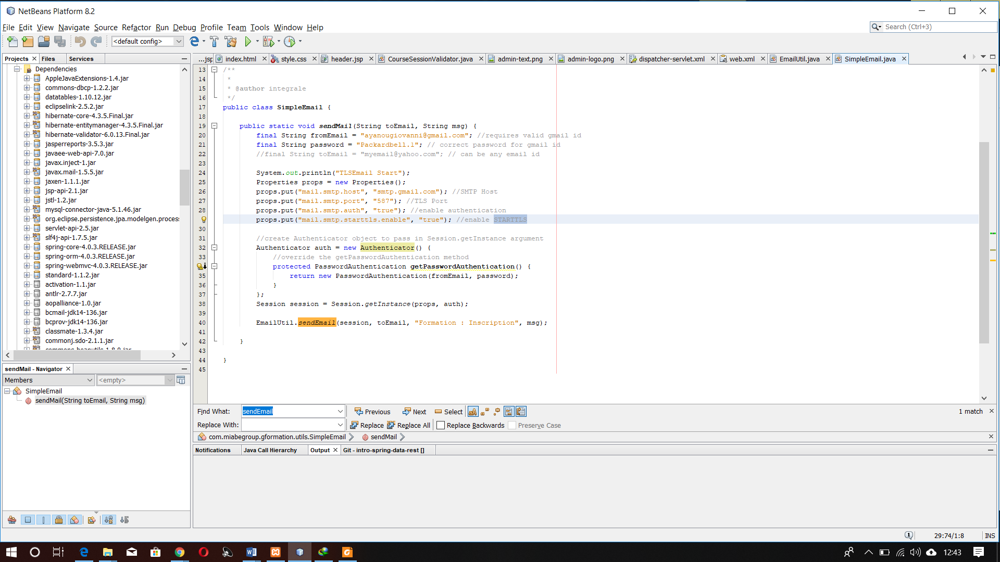 NetBeans Platform 8.2
File Edit View Navigate Source Refactor Run Debug Profile Team Tools Window Help
Search (Ctrl+3)
<default config>
Projects Files Services
Dependencies
AppleJavaExtensions-1.4.jar
commons-dbcp-1.2.2.jar
datatables-1.10.12.jar
eclipselink-2.5.2.jar
hibernate-core-4.3.5.Final.jar
hibernate-entitymanager-4.3.5.Final.jar
hibernate-validator-6.0.13.Final.jar
jasperreports-3.5.3.jar
javaee-web-api-7.0.jar
javax.inject-1.jar
javax.mail-1.5.5.jar
jaxen-1.1.1.jar
jsp-api-2.1.jar
jstl-1.2.jar
mysql-connector-java-5.1.46.jar
org.eclipse.persistence.jpa.modelgen.process
servlet-api-2.5.jar
slf4j-api-1.7.5.jar
spring-core-4.0.3.RELEASE.jar
spring-orm-4.0.3.RELEASE.jar
spring-webmvc-4.0.3.RELEASE.jar
standard-1.1.2.jar
activation-1.1.jar
antlr-2.7.7.jar
aopalliance-1.0.jar
bcmail-jdk14-136.jar
bcprov-jdk14-136.jar
classmate-1.3.4.jar
commonj.sdo-2.1.1.jar
commons-beanutils-1.8.0.jar
sendMail - Navigator
Members <empty>
SimpleEmail
sendMail(String toEmail, String msg)
...jsp index.html style.css header.jsp CourseSessionValidator.java admin-text.png admin-logo.png dispatcher-servlet.xml web.xml EmailUtil.java SimpleEmail.java
13 /**
14 *
15 * @author integrale
16 */
17 public class SimpleEmail {
18
19 public static void sendMail(String toEmail, String msg) {
20 final String fromEmail = "ayanougiovanni@gmail.com"; //requires valid gmail id
21 final String password = "Packardbell.1"; // correct password for gmail id
22 //final String toEmail = "myemail@yahoo.com"; // can be any email id
23
24 System.out.println("TLSEmail Start");
25 Properties props = new Properties();
26 props.put("mail.smtp.host", "smtp.gmail.com"); //SMTP Host
27 props.put("mail.smtp.port", "587"); //TLS Port
28 props.put("mail.smtp.auth", "true"); //enable authentication
props.put("mail.smtp.starttls.enable", "true"); //enable STARTTLS
30
31 //create Authenticator object to pass in Session.getInstance argument
32 Authenticator auth = new Authenticator() {
33 //override the getPasswordAuthentication method
protected PasswordAuthentication getPasswordAuthentication() {
35 return new PasswordAuthentication(fromEmail, password);
36 }
37 };
38 Session session = Session.getInstance(props, auth);
39
40 EmailUtil.sendEmail(session, toEmail, "Formation : Inscription", msg);
41
42 }
43
44 }
45
Find What: sendEmail Previous Next Select 1 match
Replace With: Replace Replace All Replace Backwards Preserve Case
com.miabegroup.gformation.utils.SimpleEmail sendMail
Notifications Java Call Hierarchy Output Git - intro-spring-data-rest []
1 29:74/1:8 INS
12:43